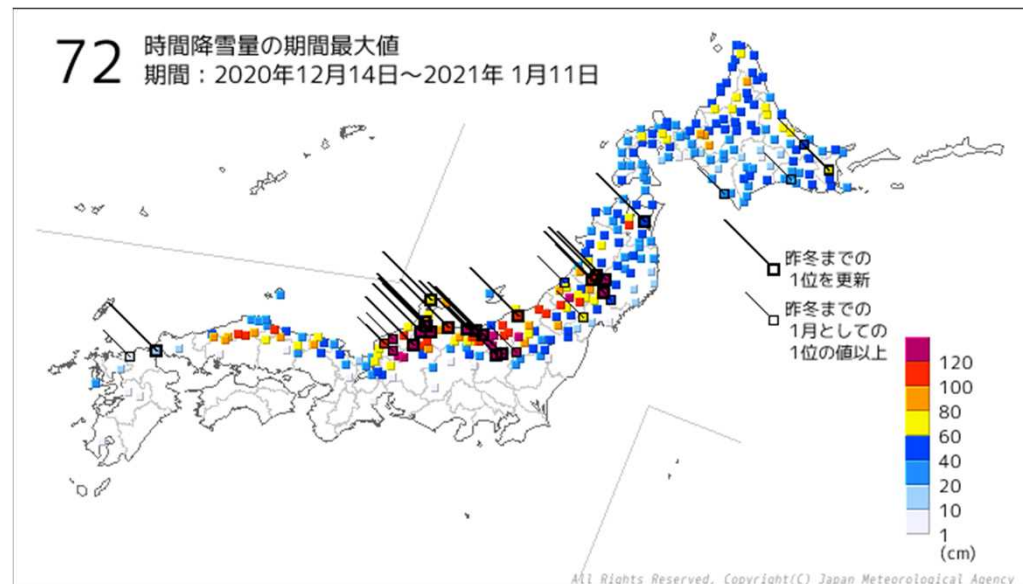 72 時間降雪量の期間最大値
期間：2020年12月14日～2021年 1月11日
昨冬までの
1位を更新
昨冬までの
1月としての
1位の値以上
120
100
80
60
40
20
10
1
(cm)
All Rights Reserved. Copyright(C) Japan Meteorological Agency